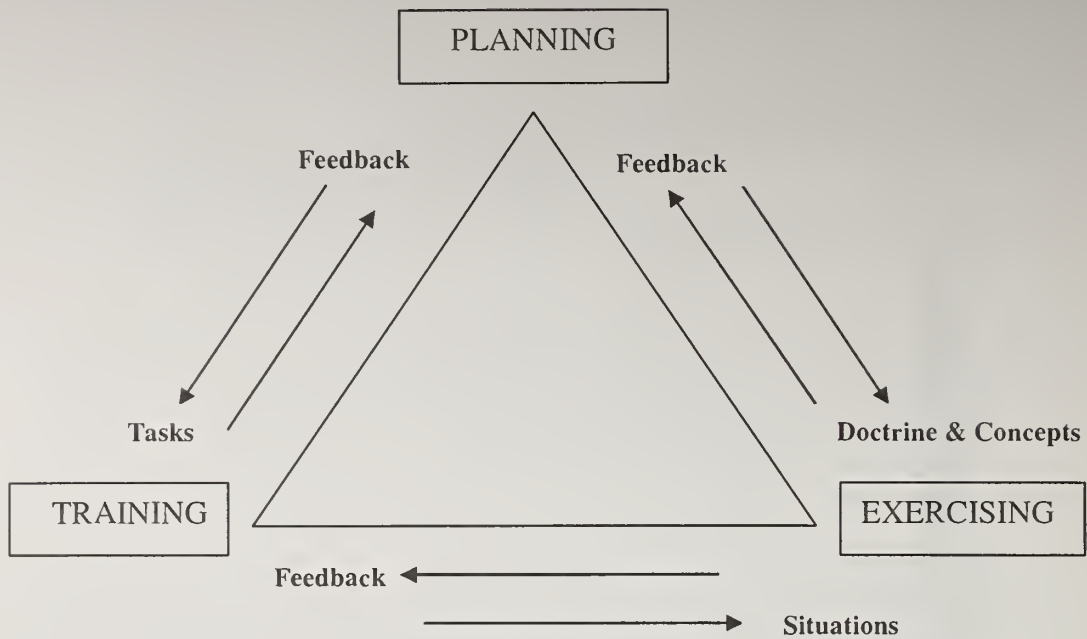 PLANNING
Feedback
Feedback
Tasks
Doctrine & Concepts
TRAINING
EXERCISING
Feedback
Situations